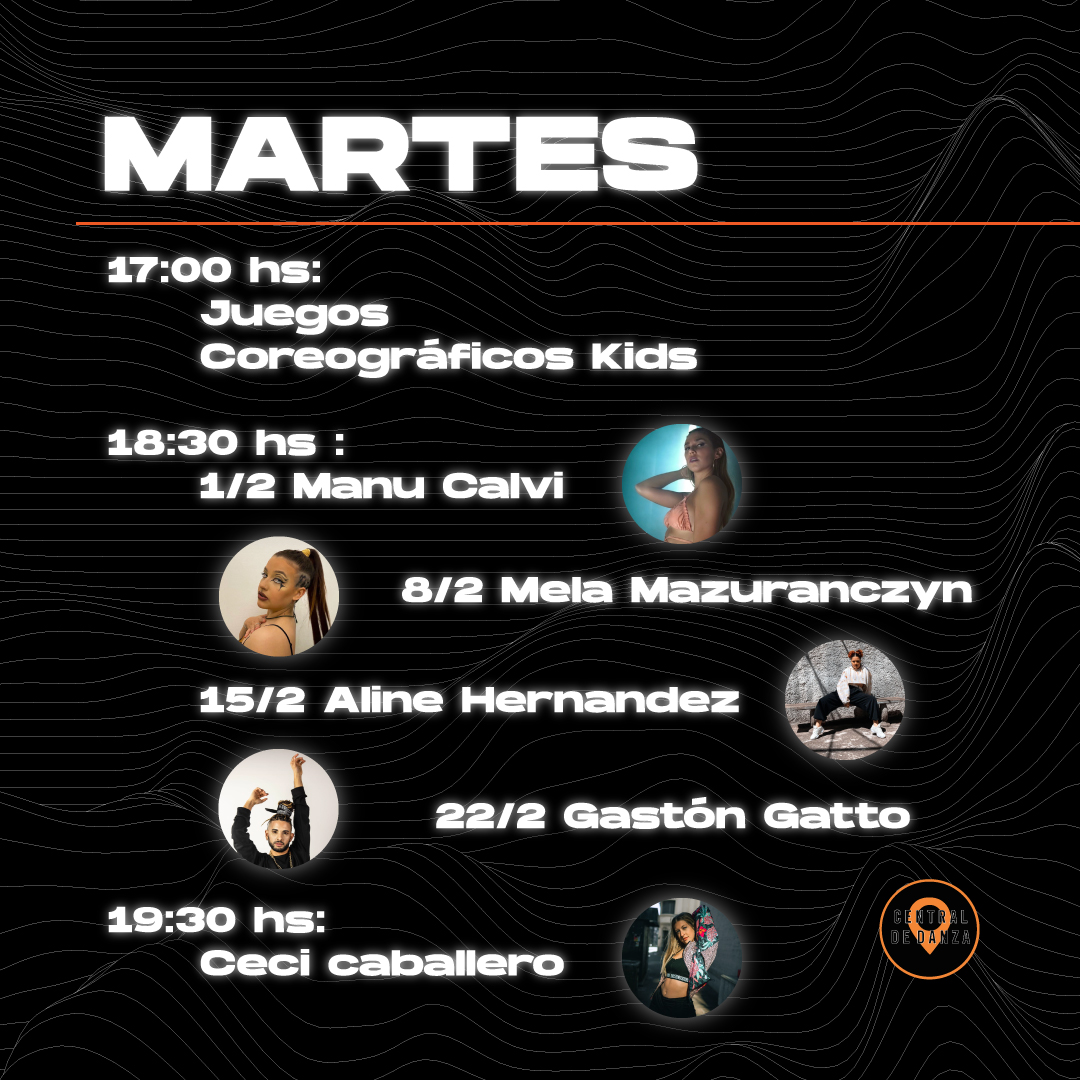 MARTES
17:00 hs:
Juegos
Coreográficos Kids
18:30 hs :
1/2 Manu Calvi
8/2 Mela Mazuranczyn
15/2 Aline Hernandez
22/2 Gastón Gatto
19:30 hs:
Ceci caballero
CENTRAL
DE DANZA